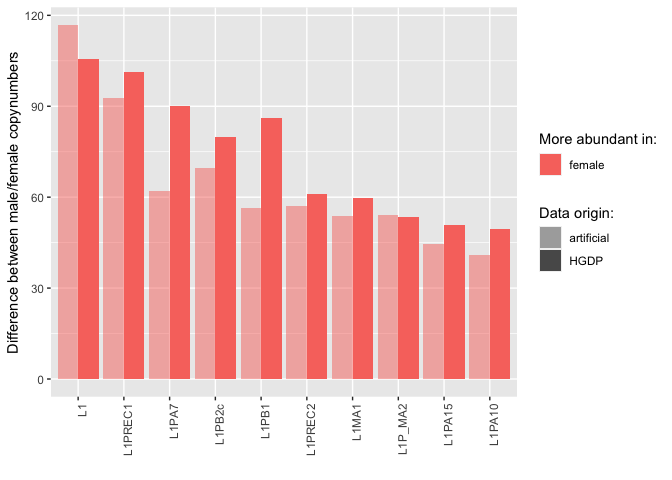 Difference between male/female copynumbers
120
90
60
30
0
L1
L1PREC1
L1PA7
L1PB2c
L1PB1
L1PREC2
L1MA1
L1P_MA2
L1PA15
L1PA10
More abundant in:
female
Data origin:
artificial
HGDP